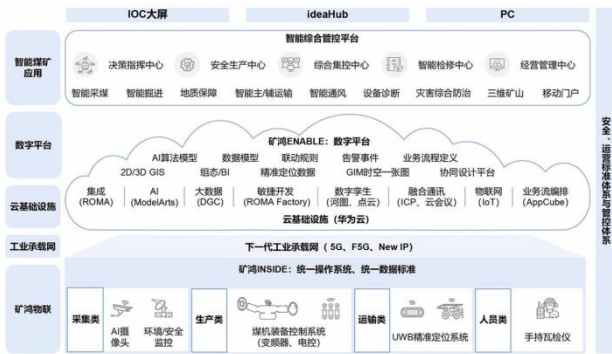 IOC大屏 ideaHub PC
智能煤矿应用
智能综合管控平台
决策指挥中心 安全生产中心 综合集控中心 智能检修中心 经营管理中心
智能采煤 智能掘进 地质保障 智能主/辅运输 智能通风 设备诊断 灾害综合防治 三维矿山 移动门户
数字平台
矿鸿ENABLE：数字平台
AI算法模型 数据模型 联动规则 告警事件 业务流程定义
2D/3D GIS 组态/BI 精准定位数据 GIM时空一张图 协同设计平台
云基础设施
集成 AI 大数据 敏捷开发 数字孪生 融合通讯 物联网 业务流编排
(ROMA) (ModelArts) (DGC) (ROMA Factory) (河图、点云) (ICP、云会议) (IoT) (AppCube)
云基础设施（华为云）
工业承载网
下一代工业承载网（ 5G、F5G、New IP）
矿鸿物联
矿鸿INSIDE：统一操作系统、统一数据标准
采集类
AI摄像头
环境/安全监控
生产类
煤机装备控制系统
（变频器、电控）
运输类
UWB精准定位系统
人员类
手持瓦检仪
安全、运营标准体系与管控体系